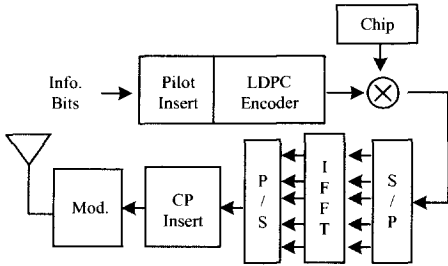 Chip
Info.
Bits
Pilot
Insert
LDPC
Encoder
Mod.
CP
Insert
P
/
S
I
F
F
T
S
/
P